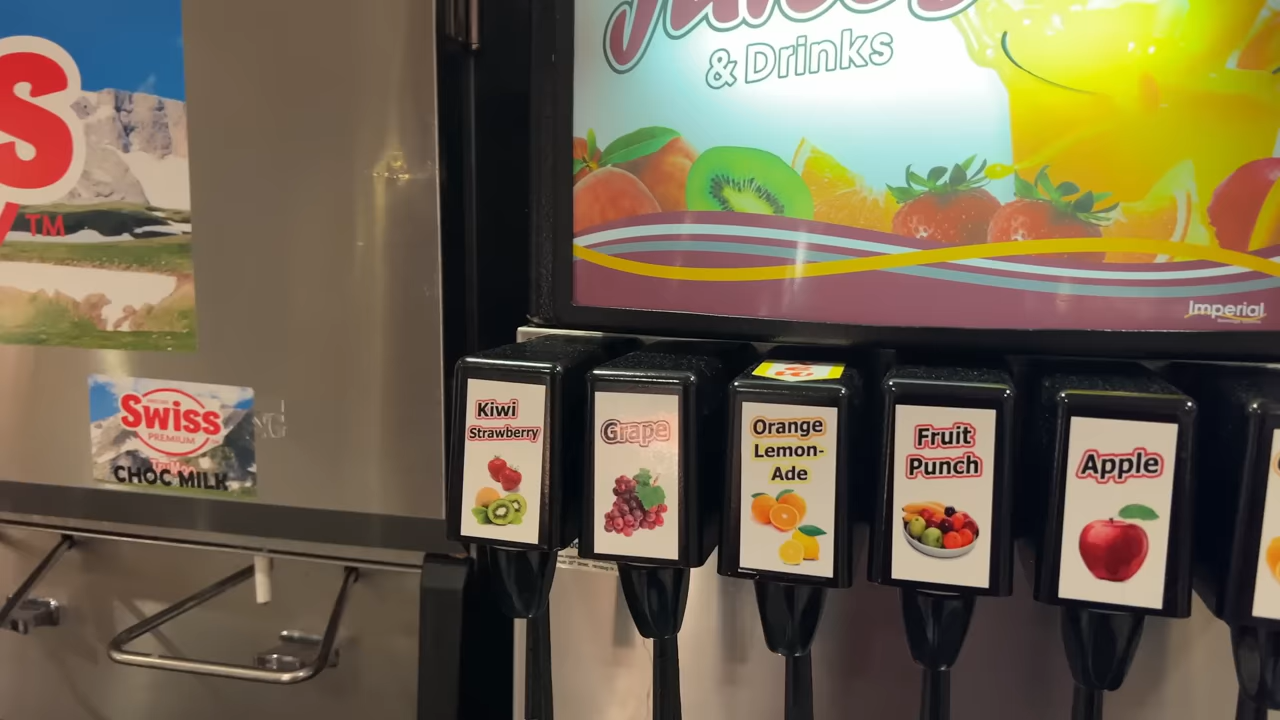 S
TM
Swiss
PREMIUM
CHOC MILK
& Drinks
Imperial
Kiwi
Strawberry
Grape
Orange
Lemon-
Ade
Fruit
Punch
Apple